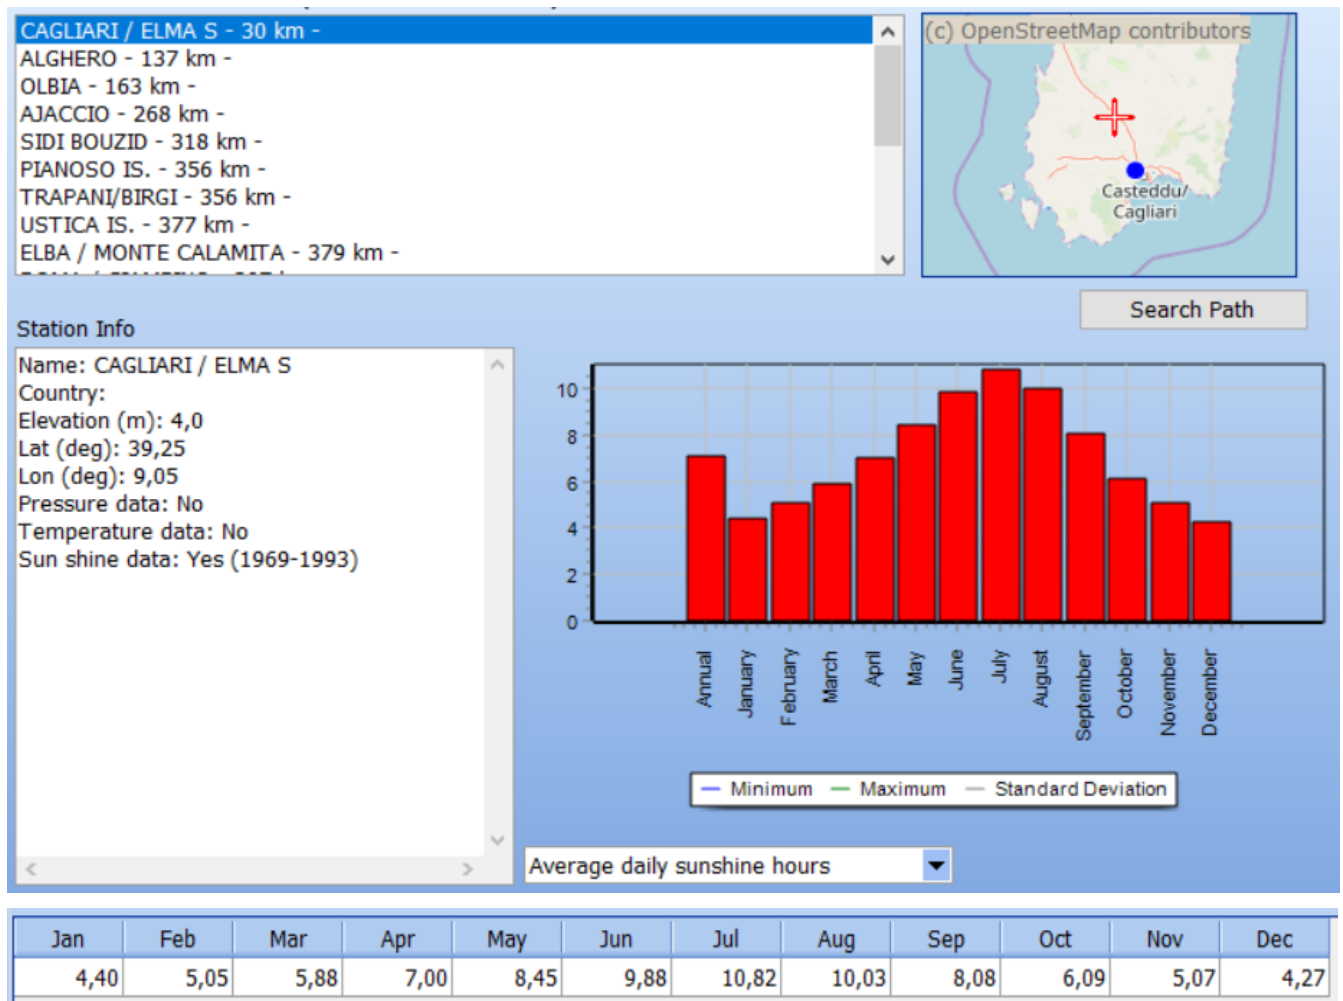 CAGLIARI / ELMA S - 30 km -
ALGHERO - 137 km -
OLBIA - 163 km -
AJACCIO - 268 km -
SIDI BOUZID - 318 km -
PIANOSO IS. - 356 km -
TRAPANI/BIRGI - 356 km -
USTICA IS. - 377 km -
ELBA / MONTE CALAMITA - 379 km -
(c) OpenStreetMap contributors
Casteddu/
Cagliari
Search Path
Station Info
Name: CAGLIARI / ELMA S
Country:
Elevation (m): 4,0
Lat (deg): 39,25
Lon (deg): 9,05
Pressure data: No
Temperature data: No
Sun shine data: Yes (1969-1993)
10
8
6
4
2
0
Annual January February March April May June July August September October November December
Minimum Maximum Standard Deviation
Average daily sunshine hours
Jan Feb Mar Apr May Jun Jul Aug Sep Oct Nov Dec
4,40 5,05 5,88 7,00 8,45 9,88 10,82 10,03 8,08 6,09 5,07 4,27